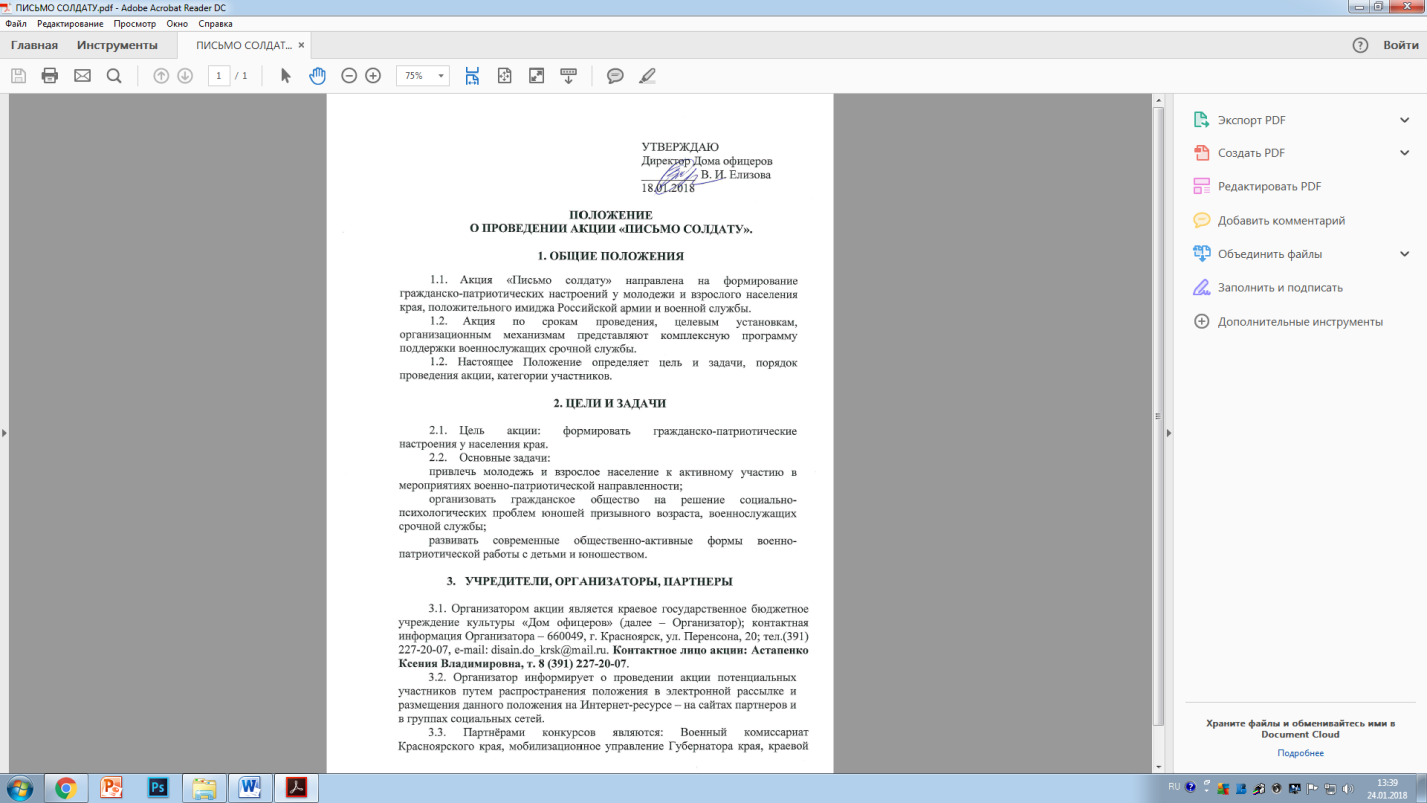 ПИСЬМО СОЛДАТУ.pdf - Adobe Acrobat Reader DC
Файл Редактирование Просмотр Окно Справка
Главная Инструменты ПИСЬМО СОЛДАТ... × Войти
1 / 1 75%
УТВЕРЖДАЮ
Директор Дома офицеров
В. И. Елизова
18.01.2018
ПОЛОЖЕНИЕ
О ПРОВЕДЕНИИ АКЦИИ «ПИСЬМО СОЛДАТУ».
1. ОБЩИЕ ПОЛОЖЕНИЯ
1.1. Акция «Письмо солдату» направлена на формирование
гражданско-патриотических настроений у молодежи и взрослого населения
края, положительного имиджа Российской армии и военной службы.
1.2. Акция по срокам проведения, целевым установкам,
организационным механизмам представляют комплексную программу
поддержки военнослужащих срочной службы.
1.2. Настоящее Положение определяет цель и задачи, порядок
проведения акции, категории участников.
2. ЦЕЛИ И ЗАДАЧИ
2.1. Цель акции: формировать гражданско-патриотические
настроения у населения края.
2.2. Основные задачи:
привлечь молодежь и взрослое население к активному участию в
мероприятиях военно-патриотической направленности;
организовать гражданское общество на решение социально-
психологических проблем юношей призывного возраста, военнослужащих
срочной службы;
развивать современные общественно-активные формы военно-
патриотической работы с детьми и юношеством.
3. УЧРЕДИТЕЛИ, ОРГАНИЗАТОРЫ, ПАРТНЕРЫ
3.1. Организатором акции является краевое государственное бюджетное
учреждение культуры «Дом офицеров» (далее – Организатор); контактная
информация Организатора – 660049, г. Красноярск, ул. Перенсона, 20; тел.(391)
227-20-07, e-mail: disain.do_krsk@mail.ru. Контактное лицо акции: Астапенко
Ксения Владимировна, т. 8 (391) 227-20-07.
3.2. Организатор информирует о проведении акции потенциальных
участников путем распространения положения в электронной рассылке и
размещения данного положения на Интернет-ресурсе – на сайтах партнеров и
в группах социальных сетей.
3.3. Партнёрами конкурсов являются: Военный комиссариат
Красноярского края, мобилизационное управление Губернатора края, краевой
Экспорт PDF
Создать PDF
Редактировать PDF
Добавить комментарий
Объединить файлы
Заполнить и подписать
Дополнительные инструменты
Храните файлы и обменивайтесь ими в
Document Cloud
Подробнее
RU
13:39
24.01.2018